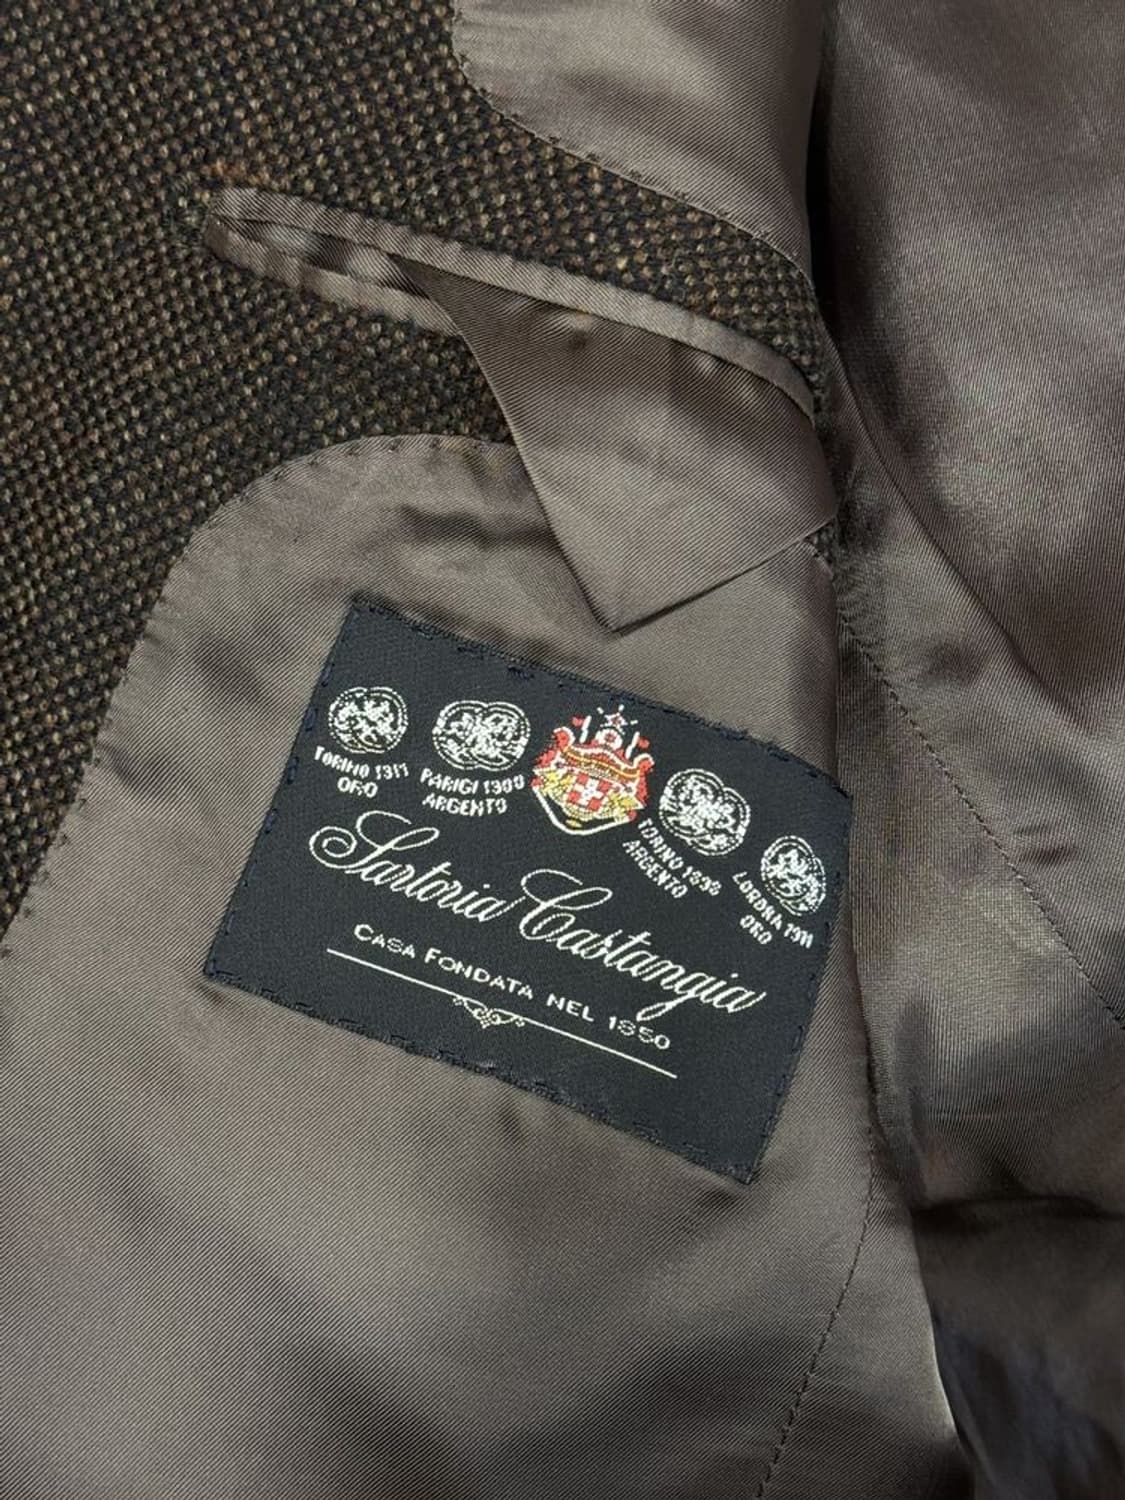 TORINO 1911
ORO
PARIGI 1900
ARGENTO
TORINO 1898
ARGENTO
LONDRA 1911
ORO
Sartoria Castangia
CASA FONDATA NEL 1850